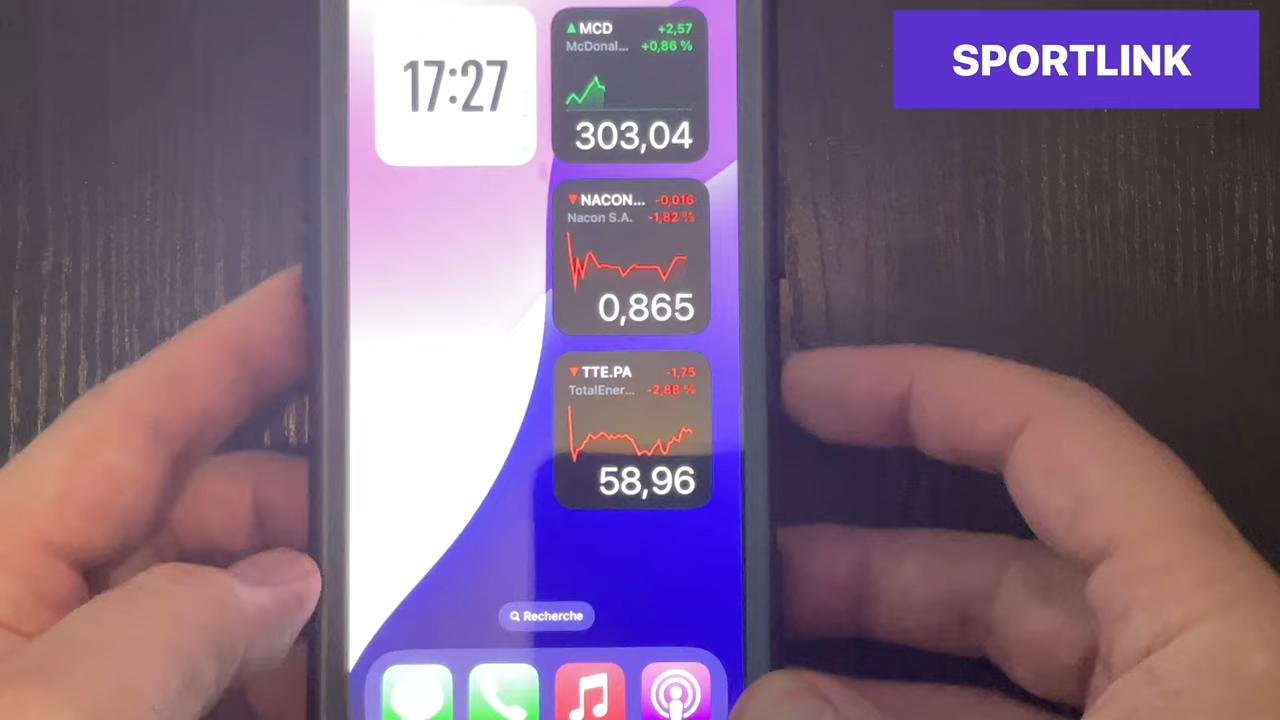 SPORTLINK
17:27
MCD +2,57
McDonal... +0,86 %
303,04
NACON... -0,016
Nacon S.A. -1,82 %
0,865
TTE.PA -1,75
TotalEner... -2,88 %
58,96
Recherche